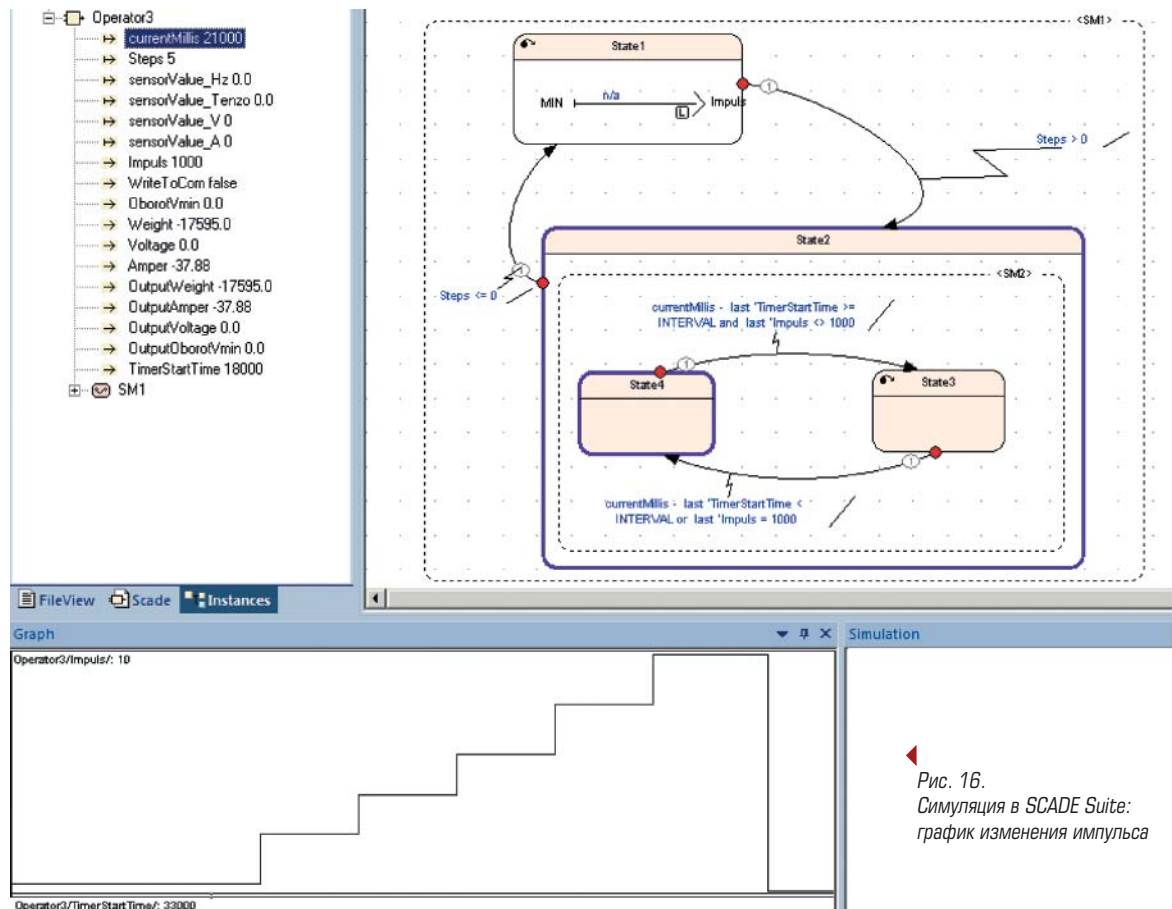 Operator3
currentMillis 21000
Steps 5
sensorValue_Hz 0.0
sensorValue_Tenzo 0.0
sensorValue_V 0
sensorValue_A 0
Impuls 1000
WriteToCom false
OborotVmin 0.0
Weight -17595.0
Voltage 0.0
Amper -37.88
OutputWeight -17595.0
OutputAmper -37.88
OutputVoltage 0.0
OutputOborotVmin 0.0
TimerStartTime 18000
SM1
FileView Scade Instances
<SM1>
State1
MIN n/a L Impuls
1
Steps > 0
State2
1
Steps <= 0
<SM2>
currentMillis - last 'TimerStartTime >=
INTERVAL and last 'Impuls <> 1000
1
State4
State3
1
currentMillis - last 'TimerStartTime <
INTERVAL or last 'Impuls = 1000
Graph
Operator3/Impuls/: 10
Operator3/TimerStartTime/: 33000
Simulation
Рис. 16.
Симуляция в SCADE Suite:
график изменения импульса